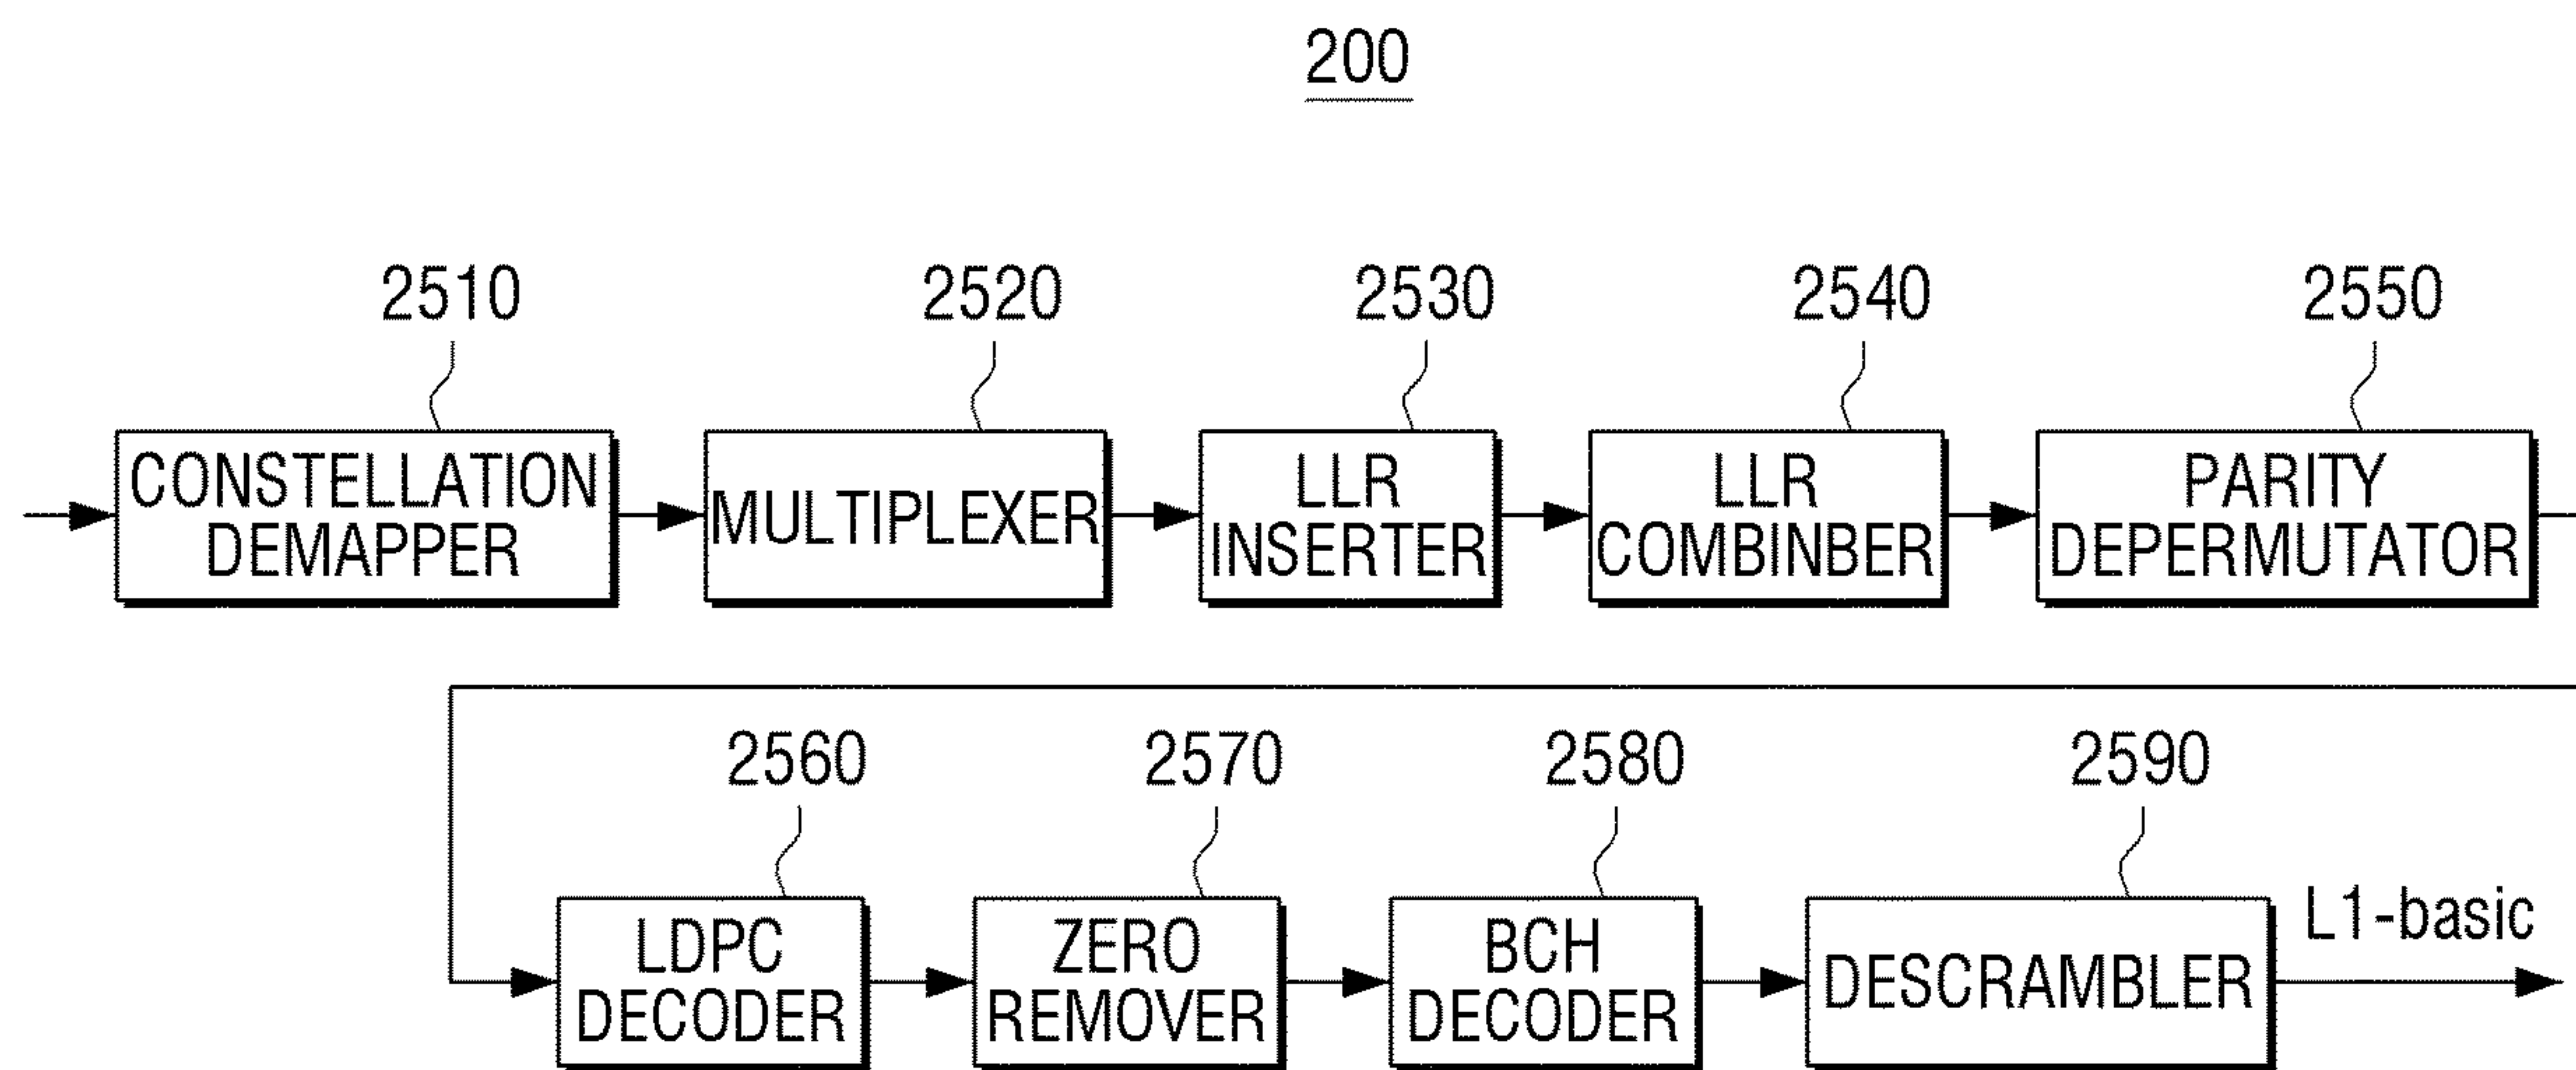 200
2510
2520
2530
2540
2550
CONSTELLATION
DEMAPPER
MULTIPLEXER
LLR
INSERTER
LLR
COMBINBER
PARITY
DEPERMUTATOR
2560
2570
2580
2590
LDPC
DECODER
ZERO
REMOVER
BCH
DECODER
DESCRAMBLER
L1-basic